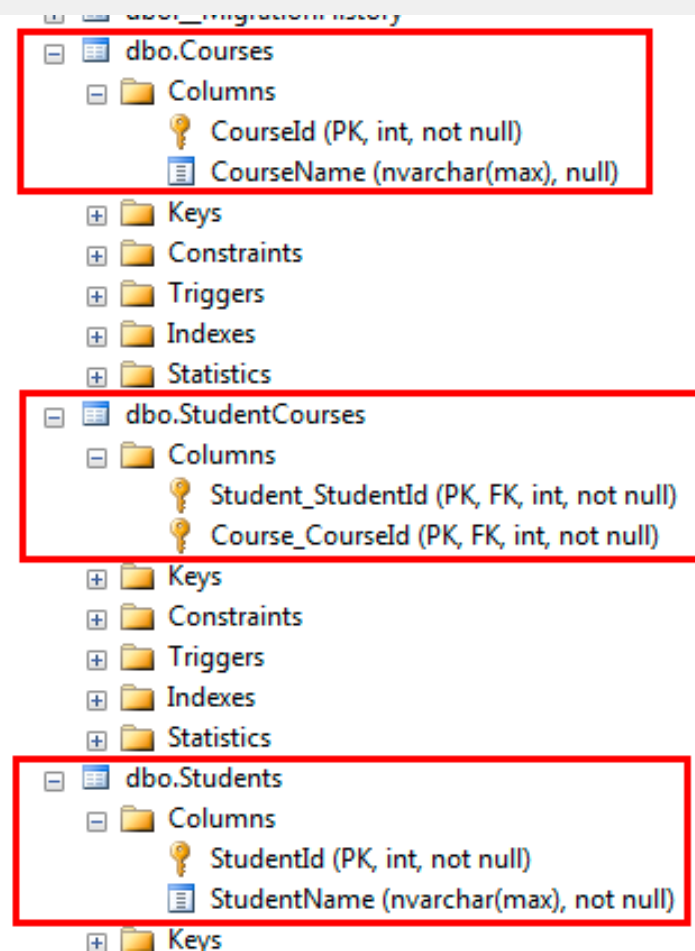 dbo.__MigrationHistory
dbo.Courses
Columns
CourseId (PK, int, not null)
CourseName (nvarchar(max), null)
Keys
Constraints
Triggers
Indexes
Statistics
dbo.StudentCourses
Columns
Student_StudentId (PK, FK, int, not null)
Course_CourseId (PK, FK, int, not null)
Keys
Constraints
Triggers
Indexes
Statistics
dbo.Students
Columns
StudentId (PK, int, not null)
StudentName (nvarchar(max), not null)
Keys